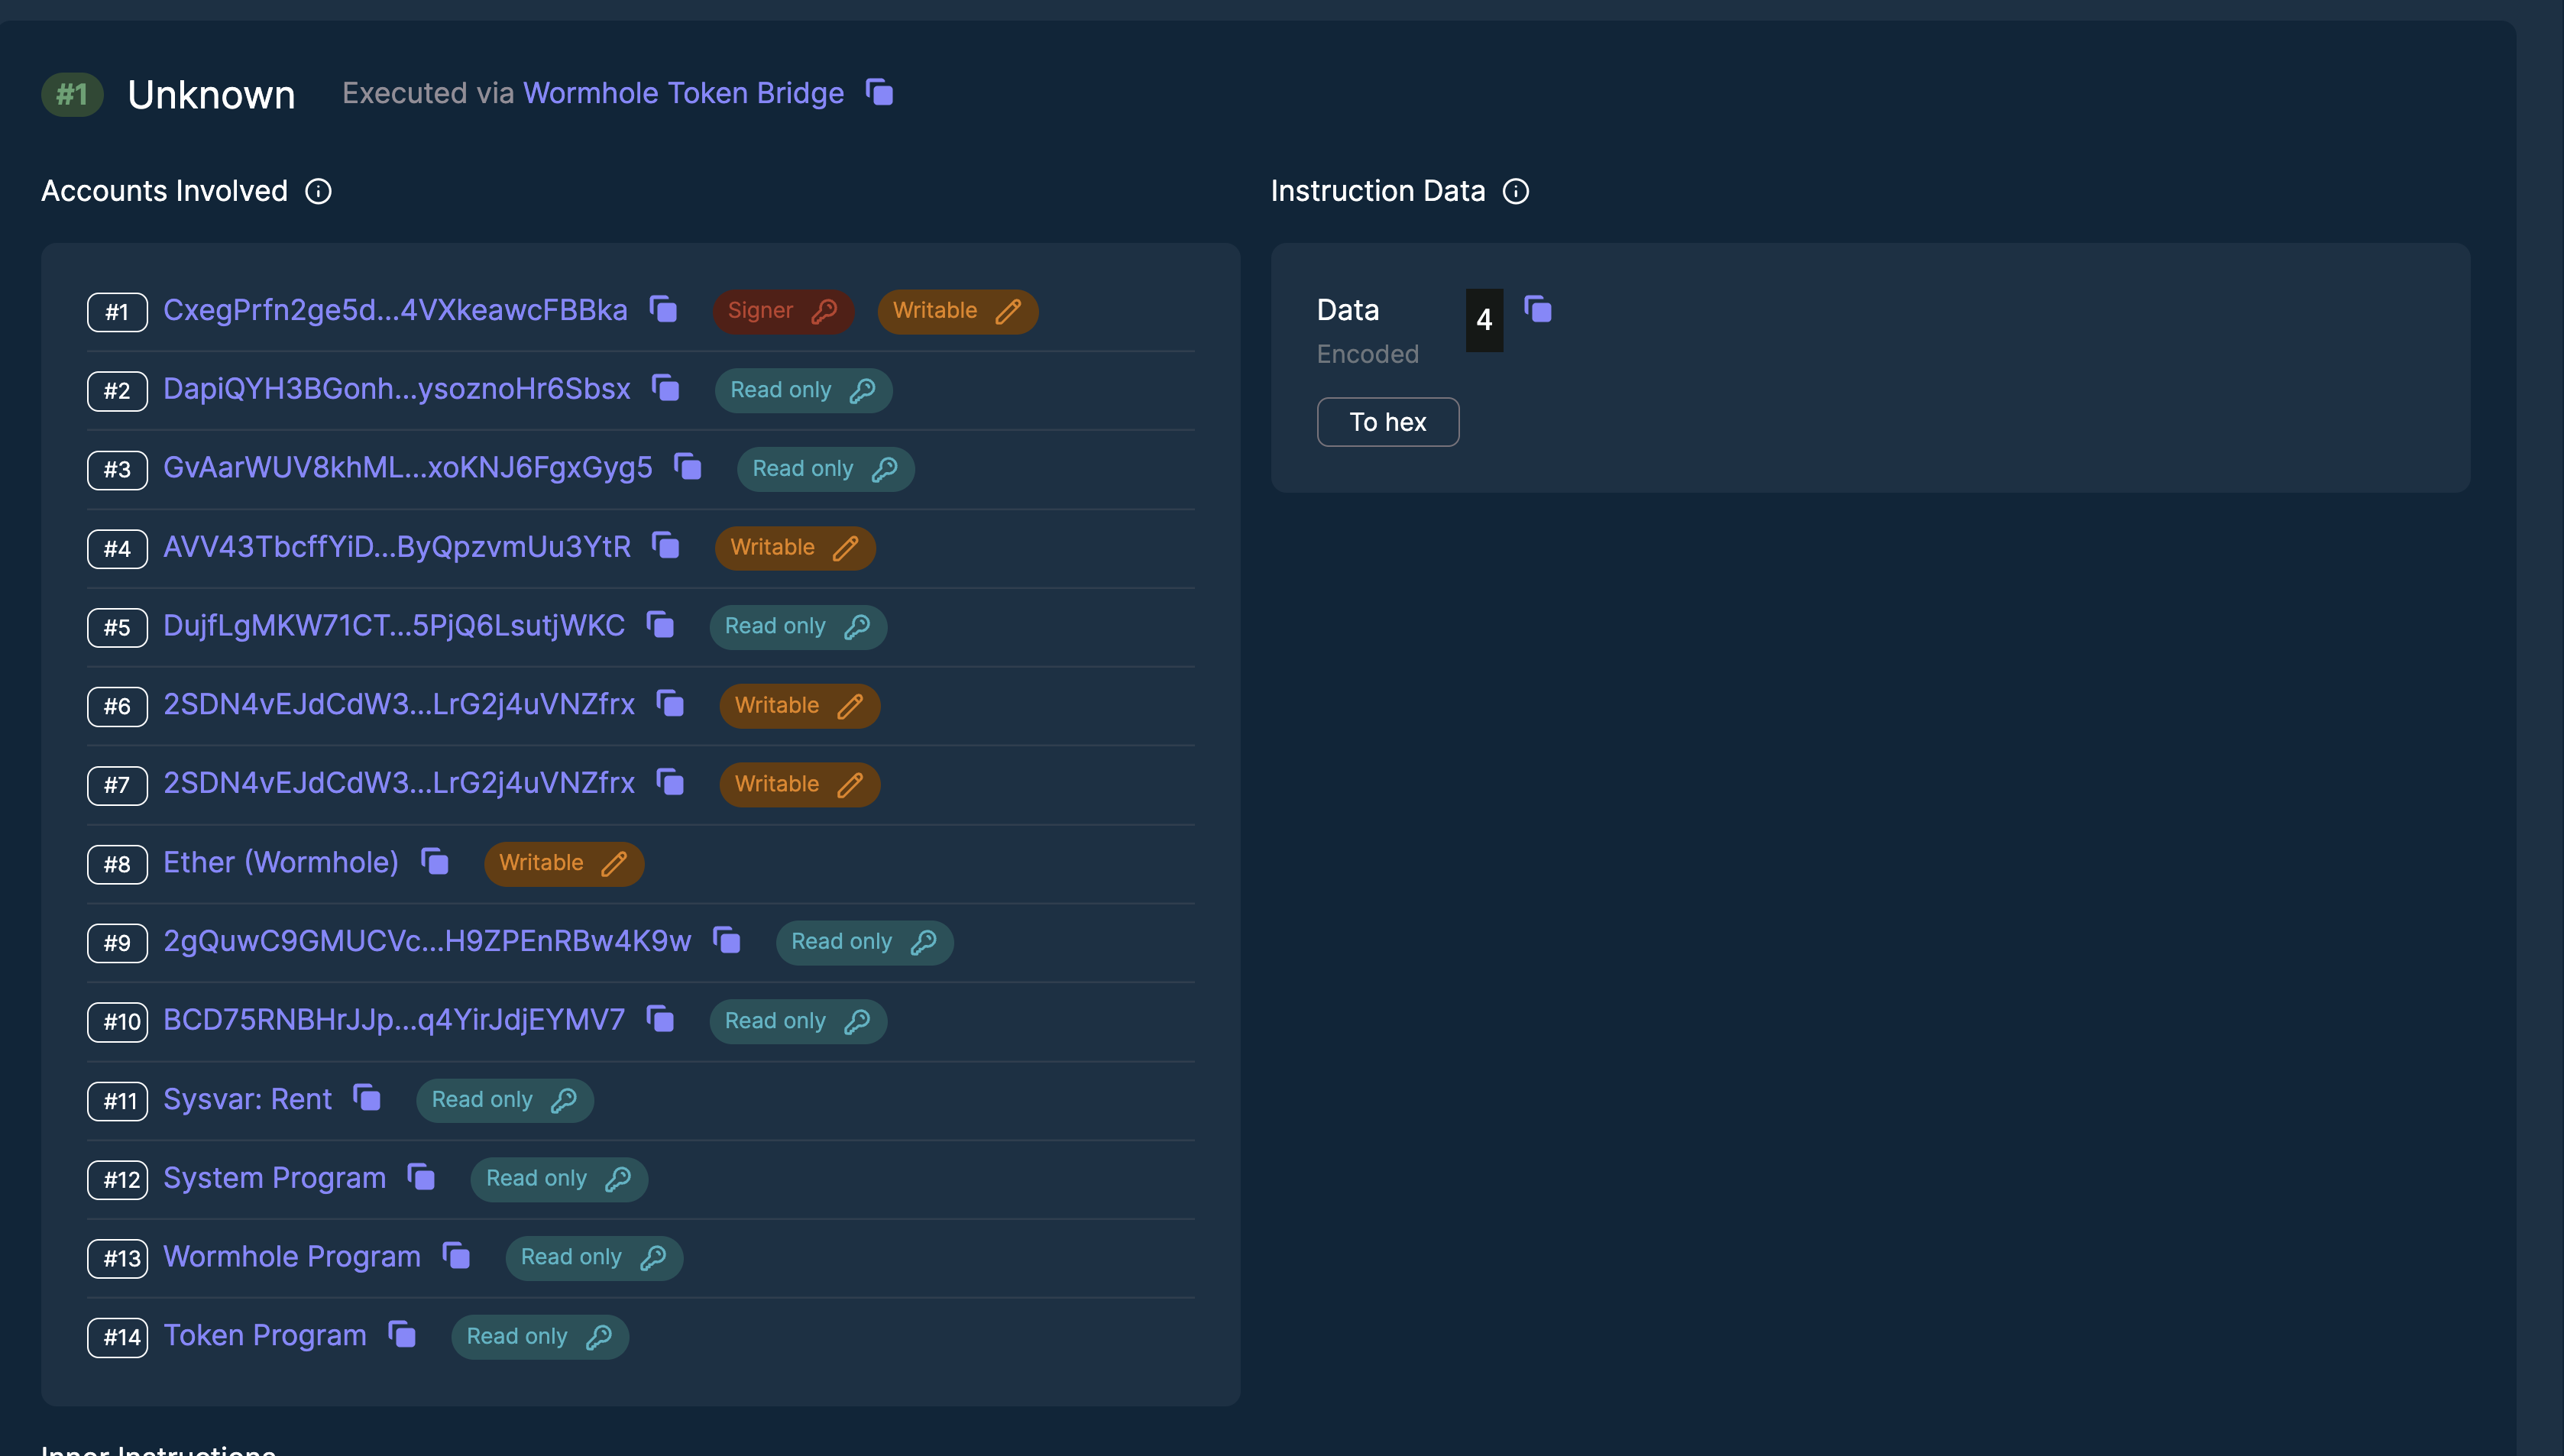 #1 Unknown Executed via Wormhole Token Bridge
Accounts Involved
#1 CxegPrfn2ge5d...4VXkeawcFBBka Signer Writable
#2 DapiQYH3BGonh...ysoznoHr6Sbsx Read only
#3 GvAarWUV8khML...xoKNJ6FgxGyg5 Read only
#4 AVV43TbcffYiD...ByQpzvmUu3YtR Writable
#5 DujfLgMKW71CT...5PjQ6LsutjWKC Read only
#6 2SDN4vEJdCdW3...LrG2j4uVNZfrx Writable
#7 2SDN4vEJdCdW3...LrG2j4uVNZfrx Writable
#8 Ether (Wormhole) Writable
#9 2gQuwC9GMUCVc...H9ZPEnRBw4K9w Read only
#10 BCD75RNBHrJJp...q4YirJdjEYMV7 Read only
#11 Sysvar: Rent Read only
#12 System Program Read only
#13 Wormhole Program Read only
#14 Token Program Read only
Instruction Data
Data 4
Encoded
To hex
Inner Instructions